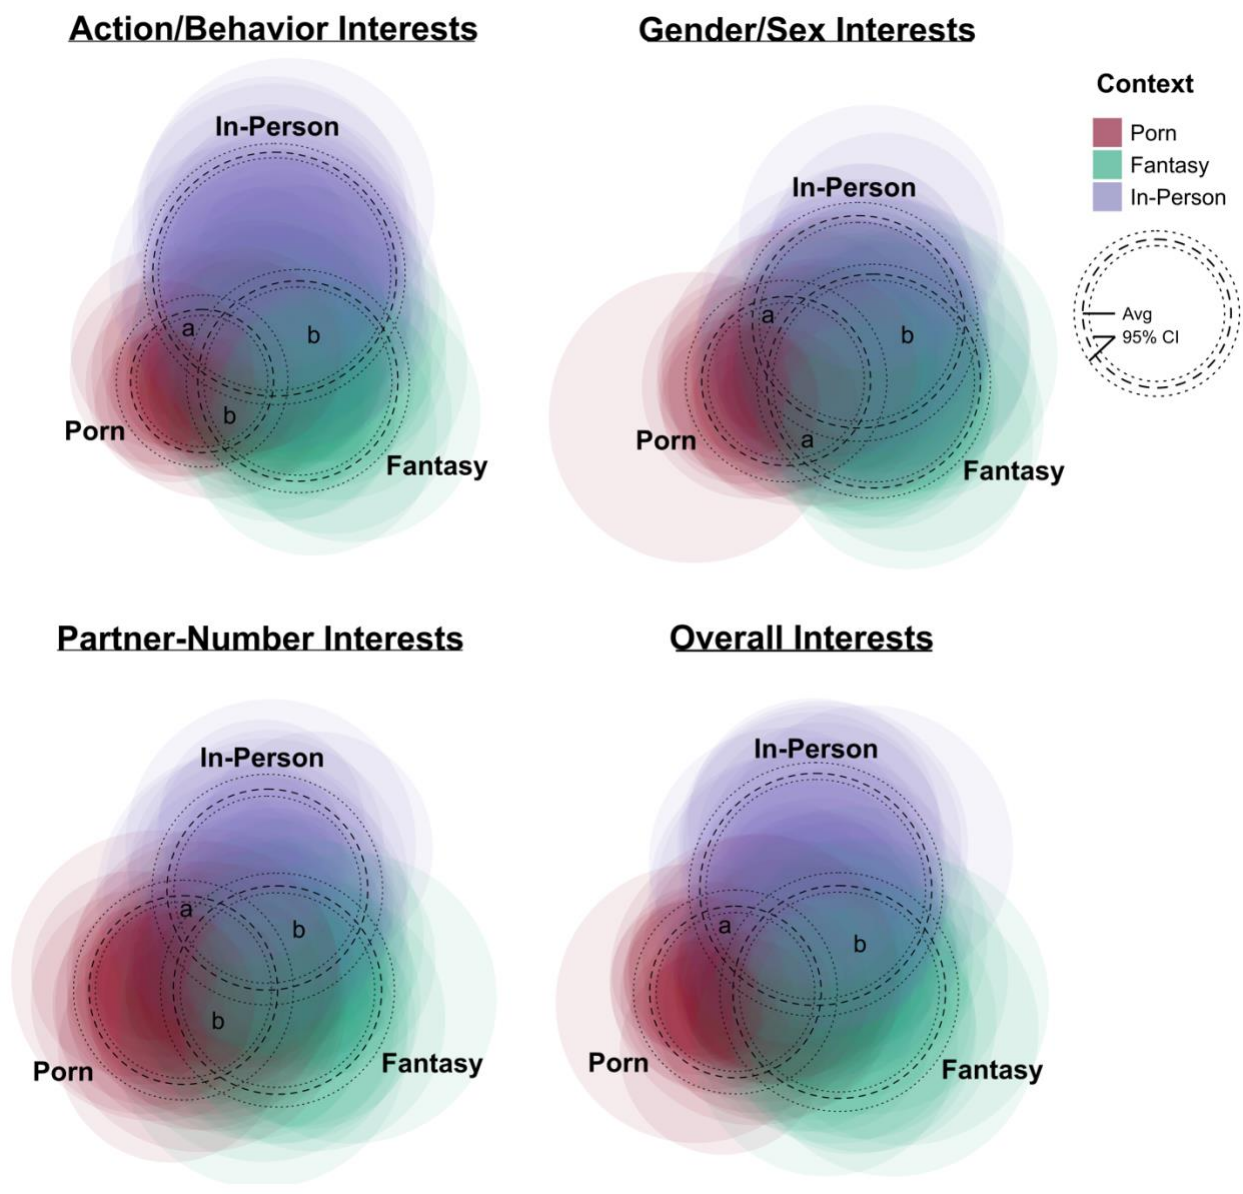 Action/Behavior Interests
In-Person
a
b
b
Porn
Fantasy
Gender/Sex Interests
In-Person
a
b
a
Porn
Fantasy
Context
Porn
Fantasy
In-Person
Avg
95% CI
Partner-Number Interests
In-Person
a
b
b
Porn
Fantasy
Overall Interests
In-Person
a
b
Porn
Fantasy